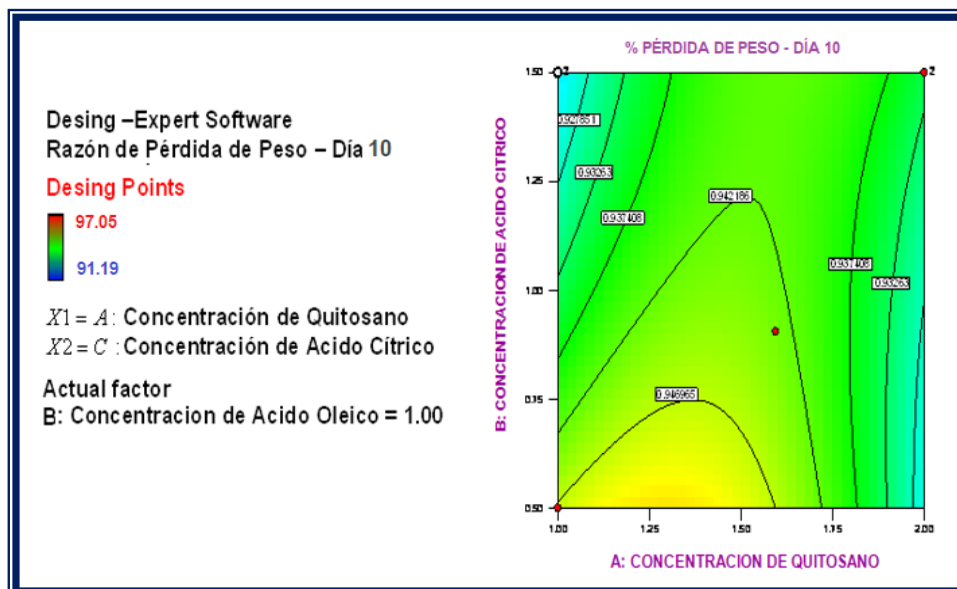 Desing –Expert Software
Razón de Pérdida de Peso – Día 10
Desing Points
97.05
91.19
X1 = A : Concentración de Quitosano
X2 = C : Concentración de Acido Cítrico
Actual factor
B: Concentracion de Acido Oleico = 1.00
% PÉRDIDA DE PESO - DÍA 10
B: CONCENTRACION DE ACIDO CITRICO
1.50
1.25
1.00
0.75
0.50
2
2
0.927851
0.93263
0.937408
0.942186
0.937408
0.93263
0.946965
1.00
1.25
1.50
1.75
2.00
A: CONCENTRACION DE QUITOSANO